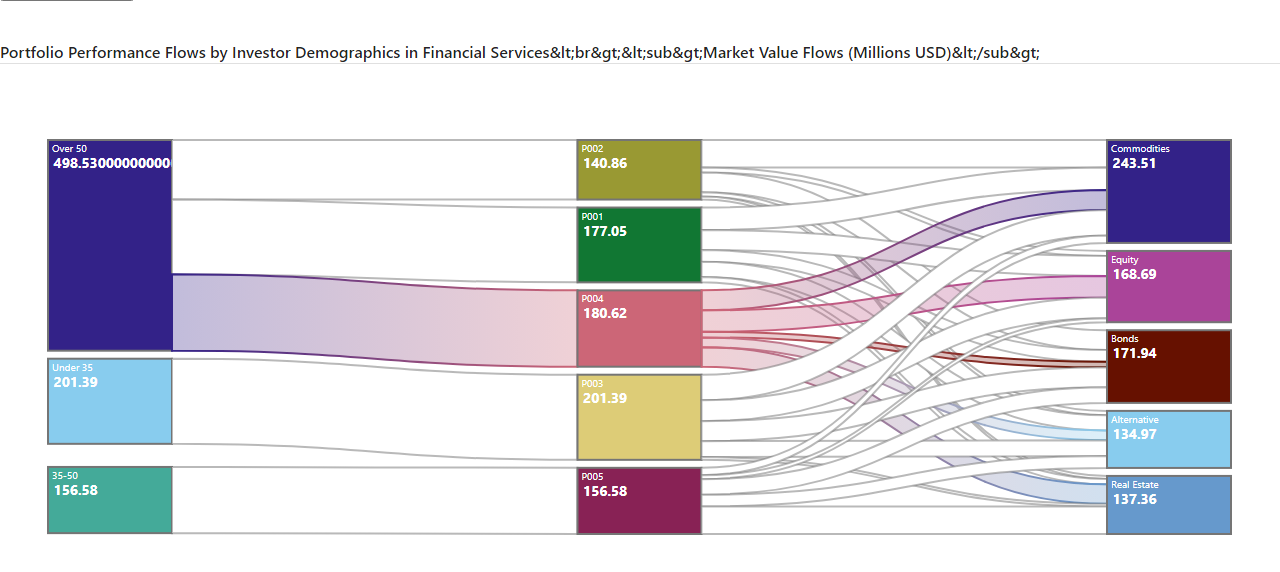 Portfolio Performance Flows by Investor Demographics in Financial Services&lt;br&gt;&lt;sub&gt;Market Value Flows (Millions USD)&lt;/sub&gt;
Over 50
498.53000000000
Under 35
201.39
35-50
156.58
P002
140.86
P001
177.05
P004
180.62
P003
201.39
P005
156.58
Commodities
243.51
Equity
168.69
Bonds
171.94
Alternative
134.97
Real Estate
137.36